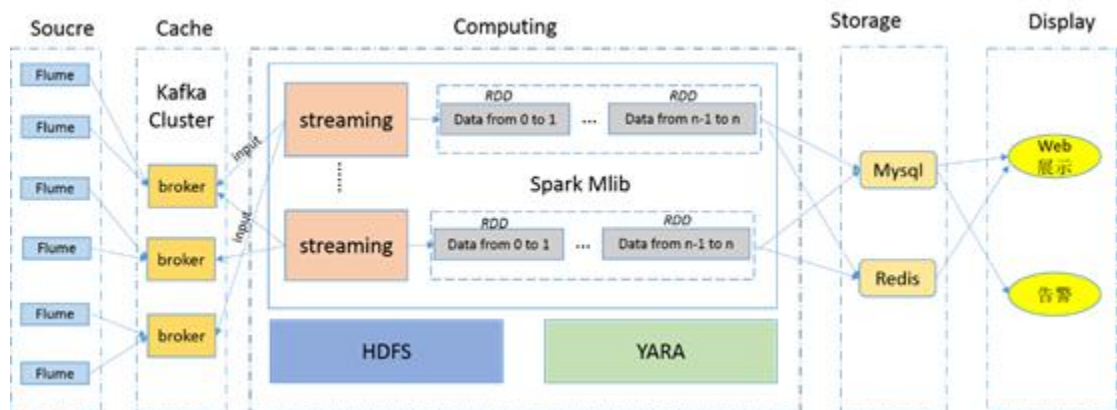 Soucre
Cache
Computing
Storage
Display
Flume
Flume
Flume
Flume
Flume
Flume
Kafka
Cluster
broker
broker
broker
input
input
streaming
RDD
Data from 0 to 1
...
RDD
Data from n-1 to n
Spark Mlib
streaming
RDD
Data from 0 to 1
...
RDD
Data from n-1 to n
HDFS
YARA
Mysql
Redis
Web
展示
告警